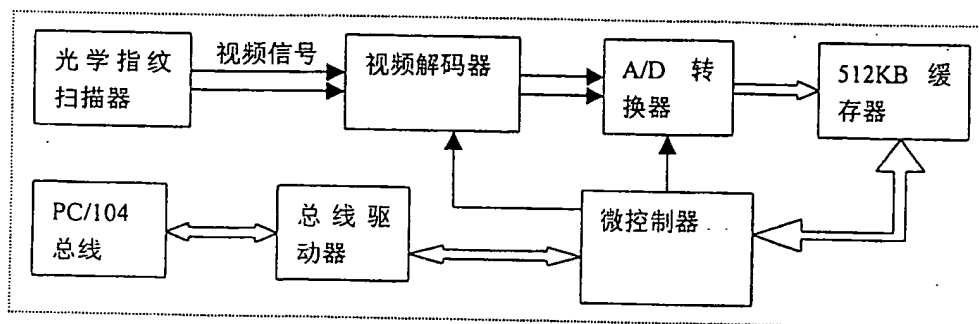 光学指纹
扫描器
视频信号
视频解码器
A/D 转
换器
512KB 缓
存器
PC/104
总线
总线驱
动器
微控制器